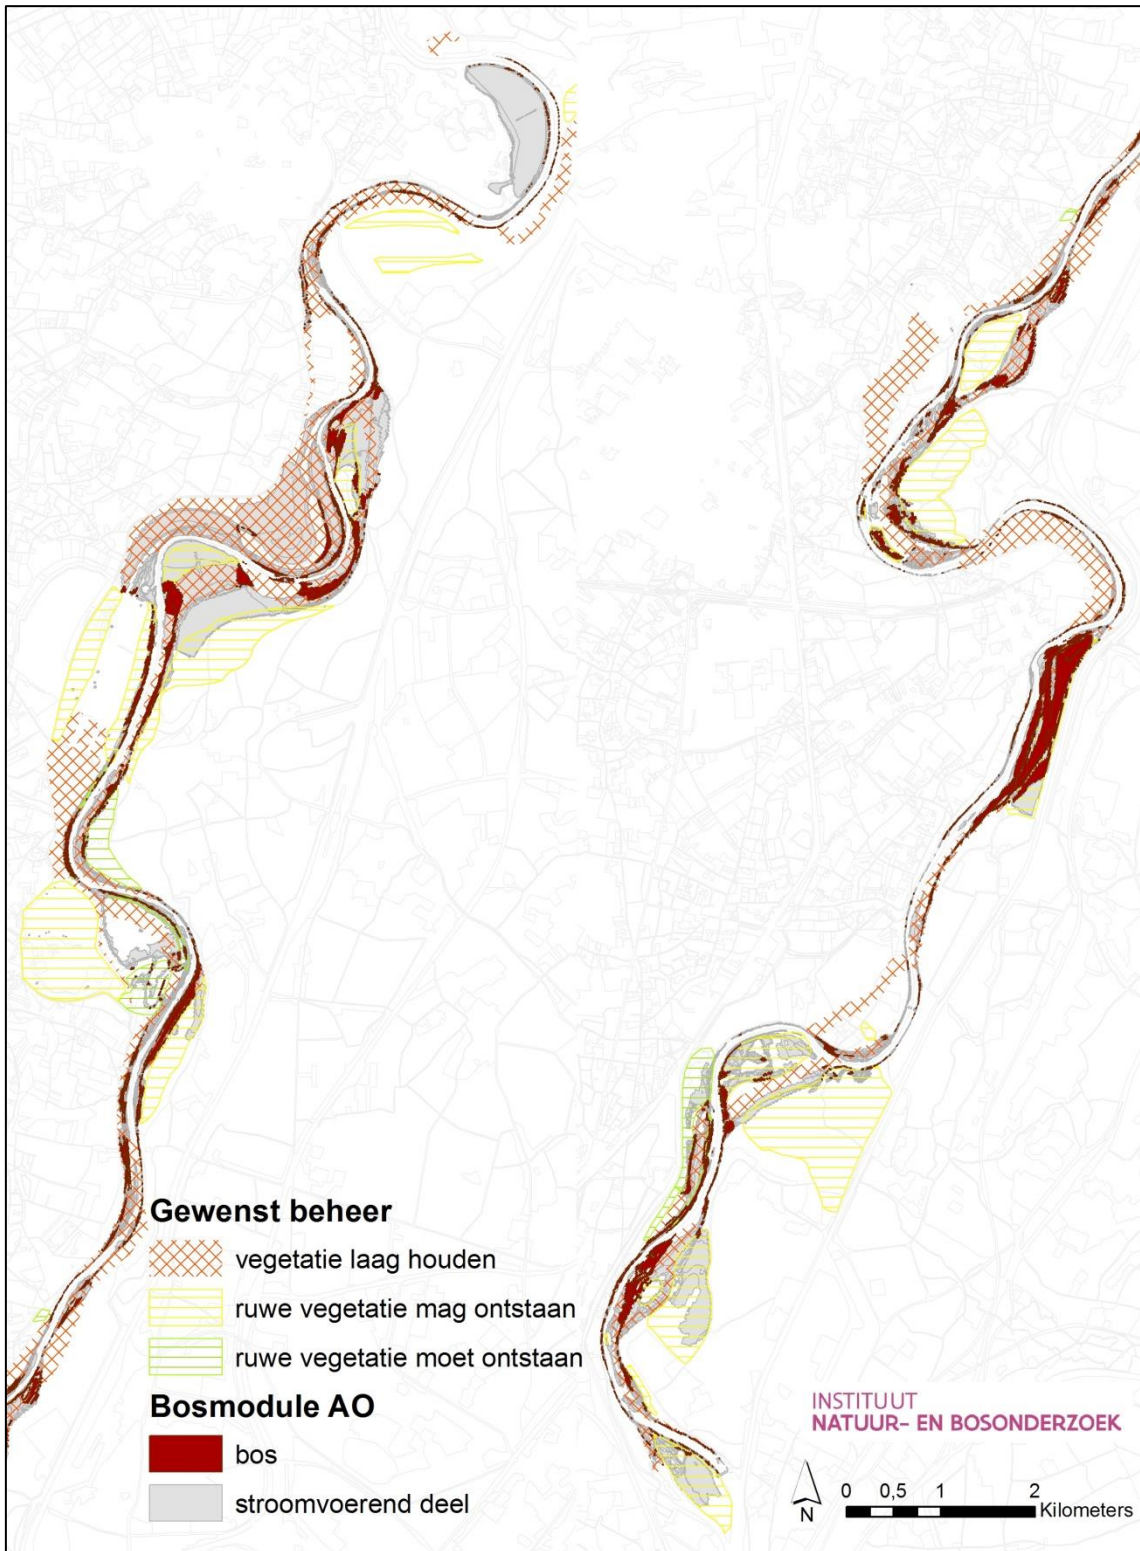 Gewenst beheer
vegetatie laag houden
ruwe vegetatie mag ontstaan
ruwe vegetatie moet ontstaan
Bosmodule AO
bos
stroomvoerend deel
INSTITUUT
NATUUR- EN BOSONDERZOEK
N
0 0,5 1 2
Kilometers